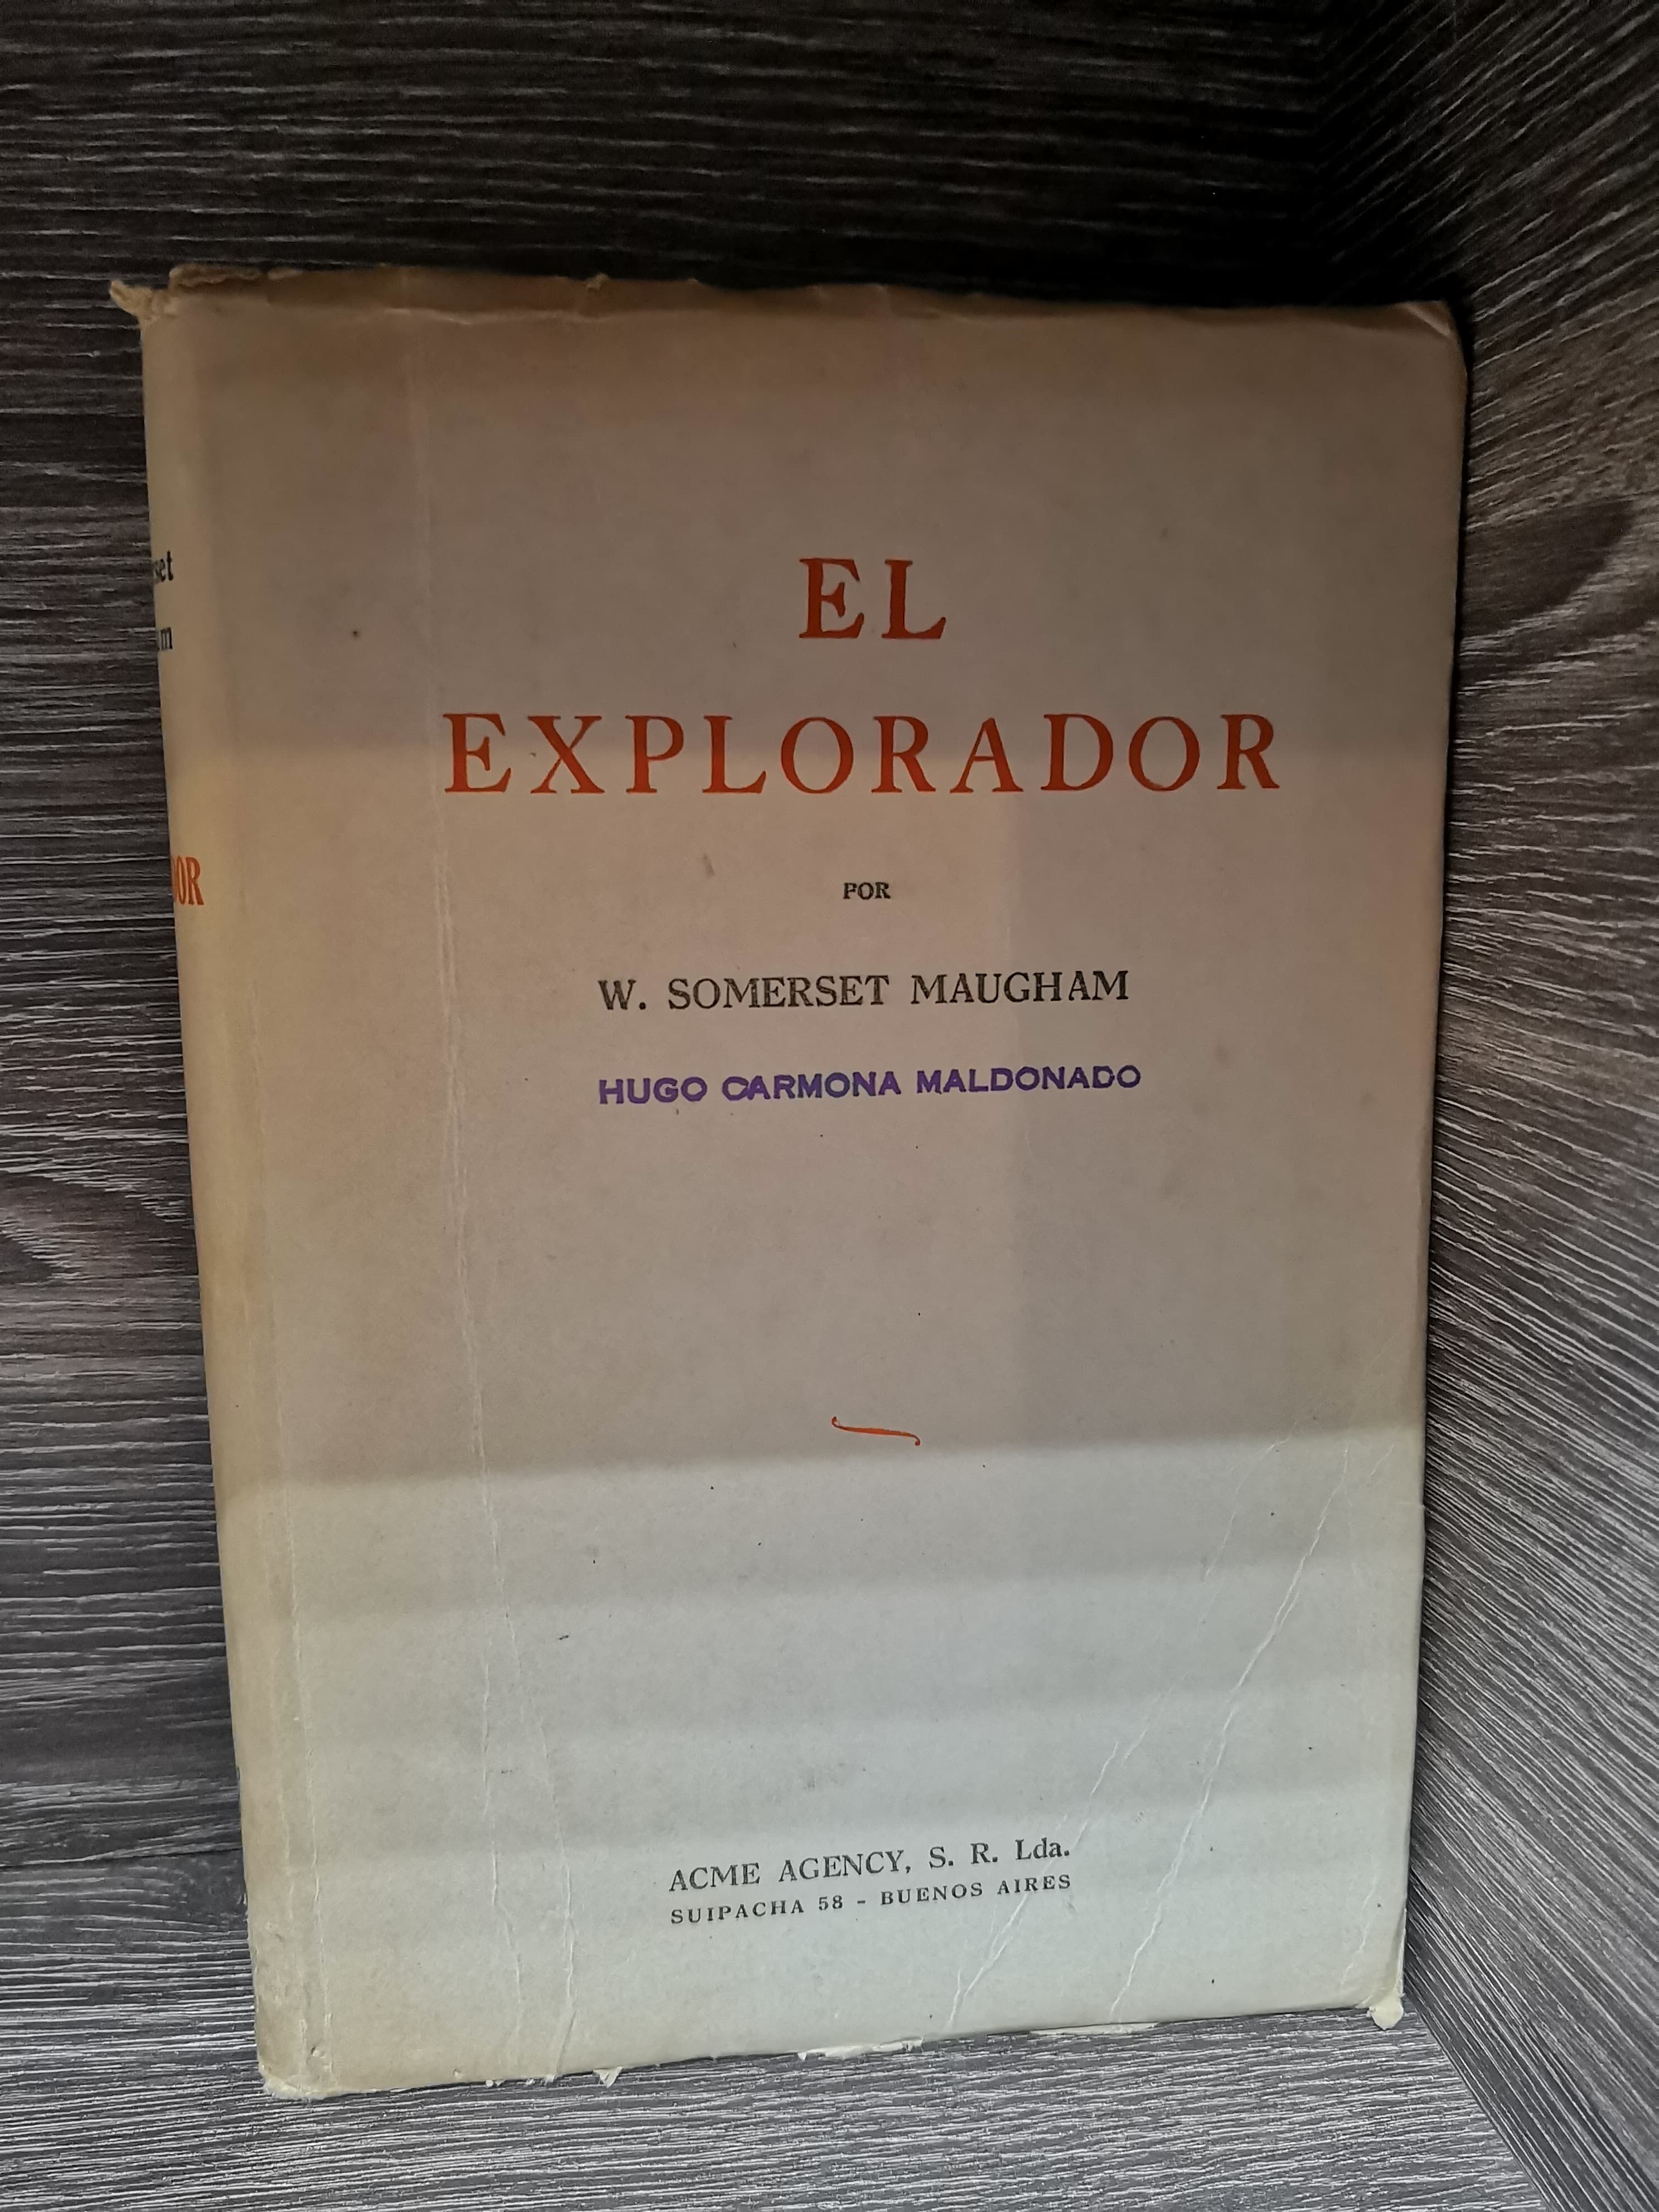 EL
EXPLORADOR
POR
W. SOMERSET MAUGHAM
HUGO CARMONA MALDONADO
ACME AGENCY, S. R. Lda.
SUIPACHA 58 - BUENOS AIRES